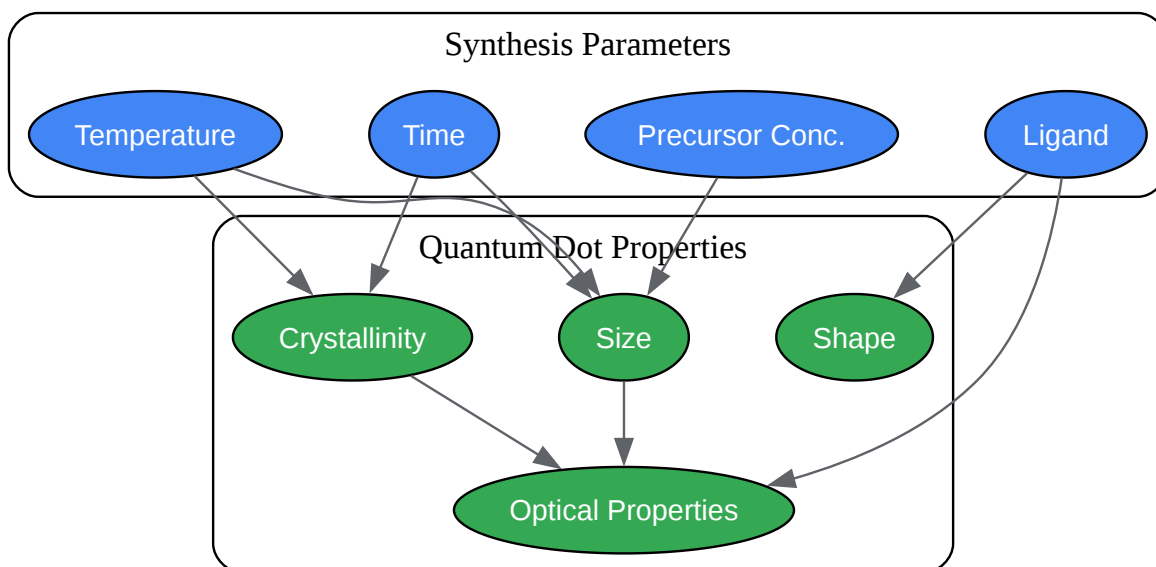 Synthesis Parameters
Temperature
Time
Precursor Conc.
Ligand
Quantum Dot Properties
Crystallinity
Size
Shape
Optical Properties